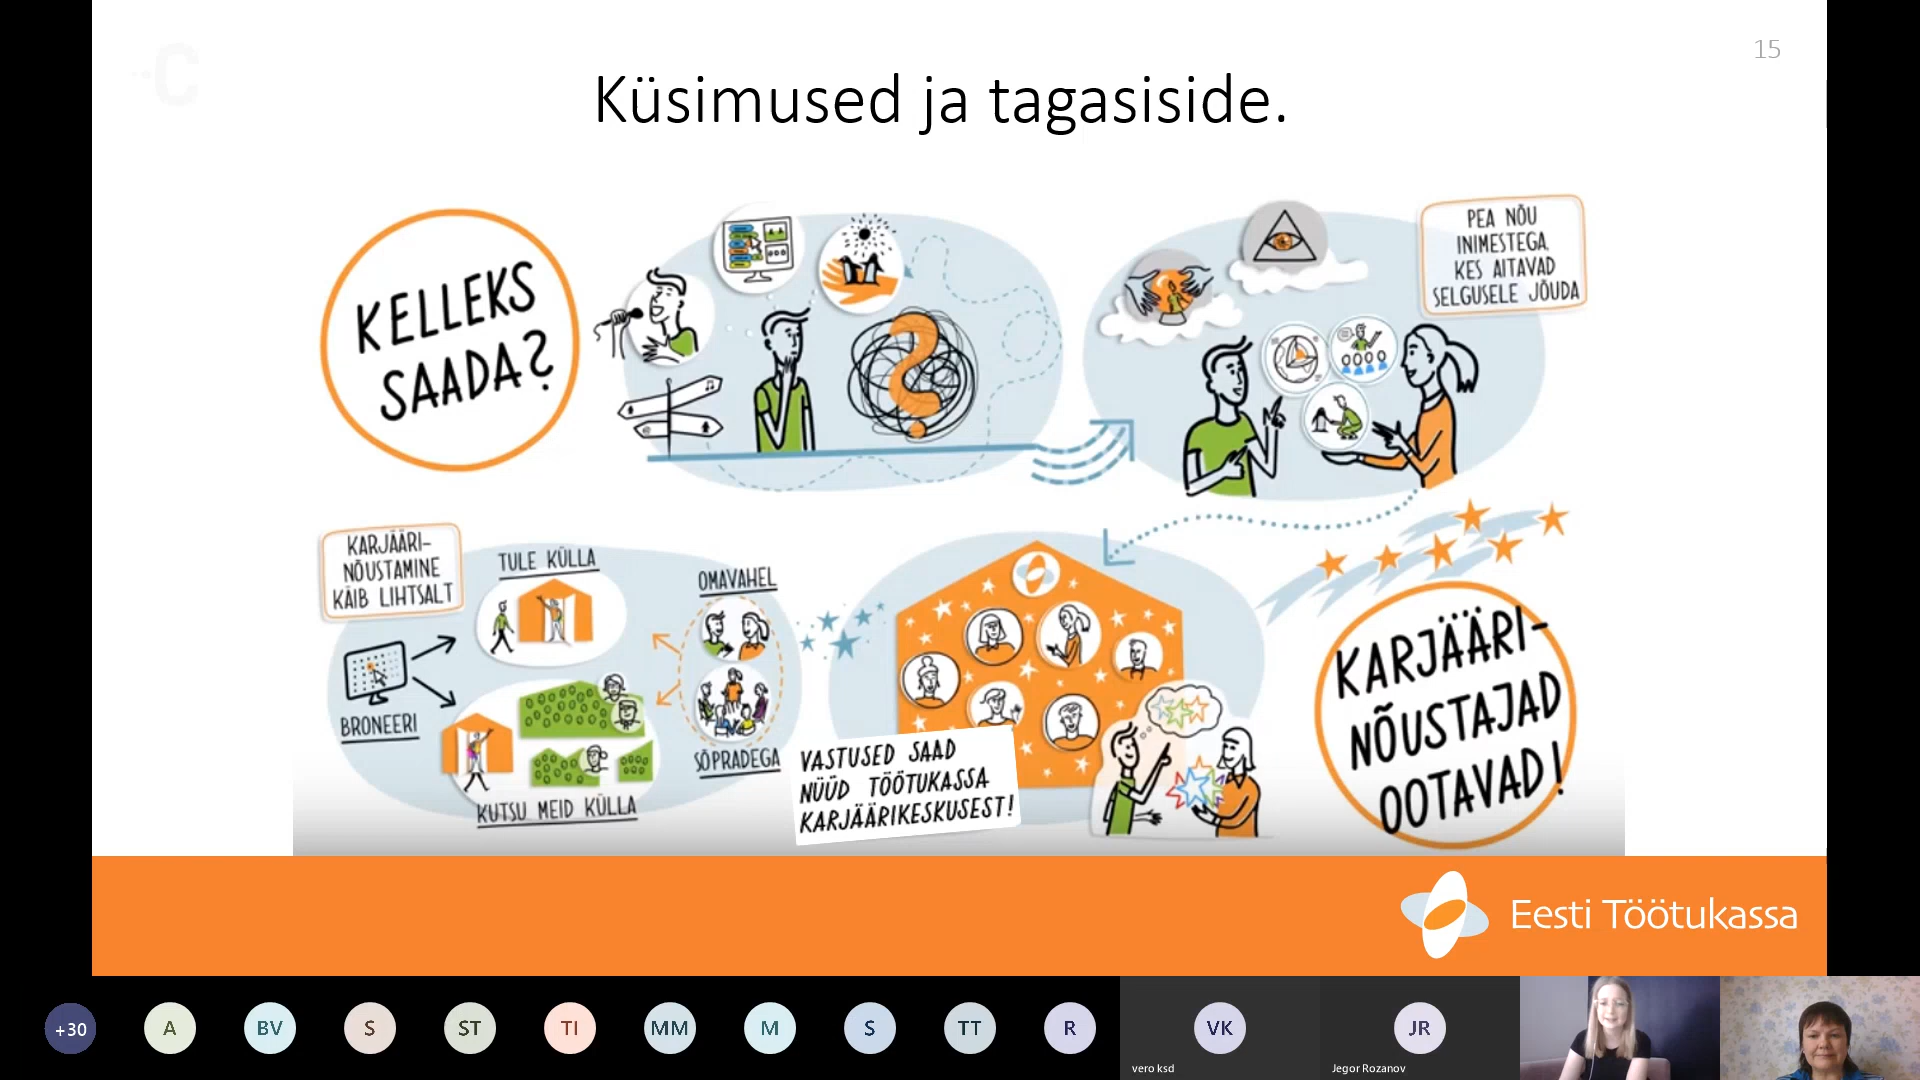 15
Küsimused ja tagasiside.
KELLEKS
SAADA?
PEA NÕU
INIMESTEGA,
KES AITAVAD
SELGUSELE JÕUDA
KARJÄÄRI-
NÕUSTAMINE
KÄIB LIHTSALT
TULE KÜLLA
OMAVAHEL
BRONEERI
SÕPRADEGA
KUTSU MEID KÜLLA
VASTUSED SAAD
NÜÜD TÖÖTUKASSA
KARJÄÄRIKESKUSEST!
KARJÄÄRI-
NÕUSTAJAD
OOTAVAD!
Eesti Töötukassa
+30
A
BV
S
ST
TI
MM
M
S
TT
R
VK
vero ksd
JR
Jegor Rozanov